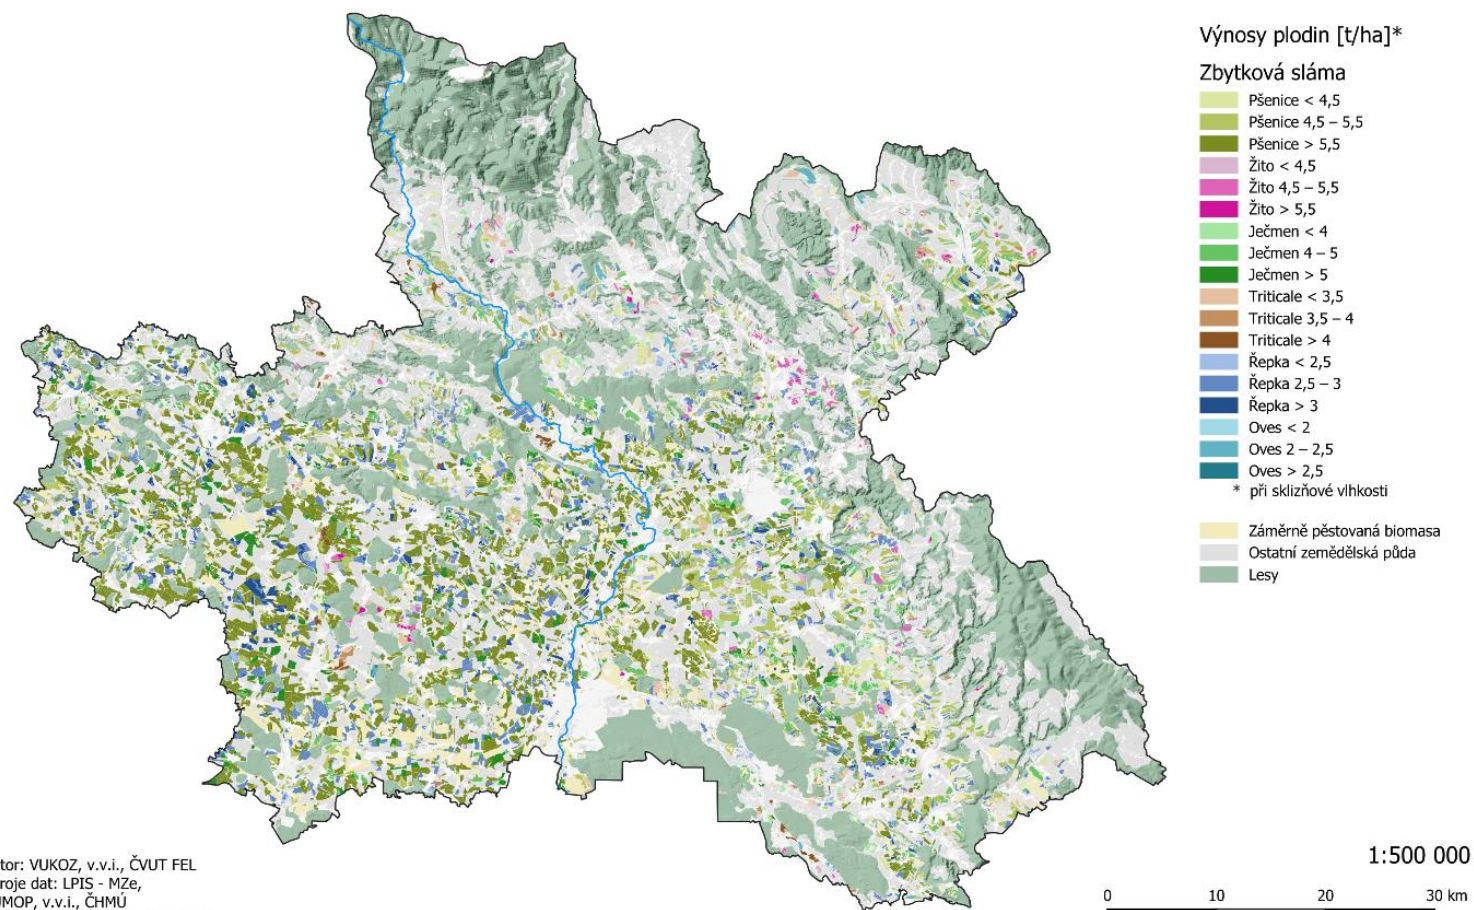 Výnosy plodin [t/ha]*
Zbytková sláma
Pšenice < 4,5
Pšenice 4,5 – 5,5
Pšenice > 5,5
Žito < 4,5
Žito 4,5 – 5,5
Žito > 5,5
Ječmen < 4
Ječmen 4 – 5
Ječmen > 5
Triticale < 3,5
Triticale 3,5 – 4
Triticale > 4
Řepka < 2,5
Řepka 2,5 – 3
Řepka > 3
Oves < 2
Oves 2 – 2,5
Oves > 2,5
* při sklizňové vlhkosti
Záměrně pěstovaná biomasa
Ostatní zemědělská půda
Lesy
tor: VUKOZ, v.v.i., ČVUT FEL
roje dat: LPIS - MZe,
ÚMOP, v.v.i., ČHMÚ
1:500 000
0 10 20 30 km